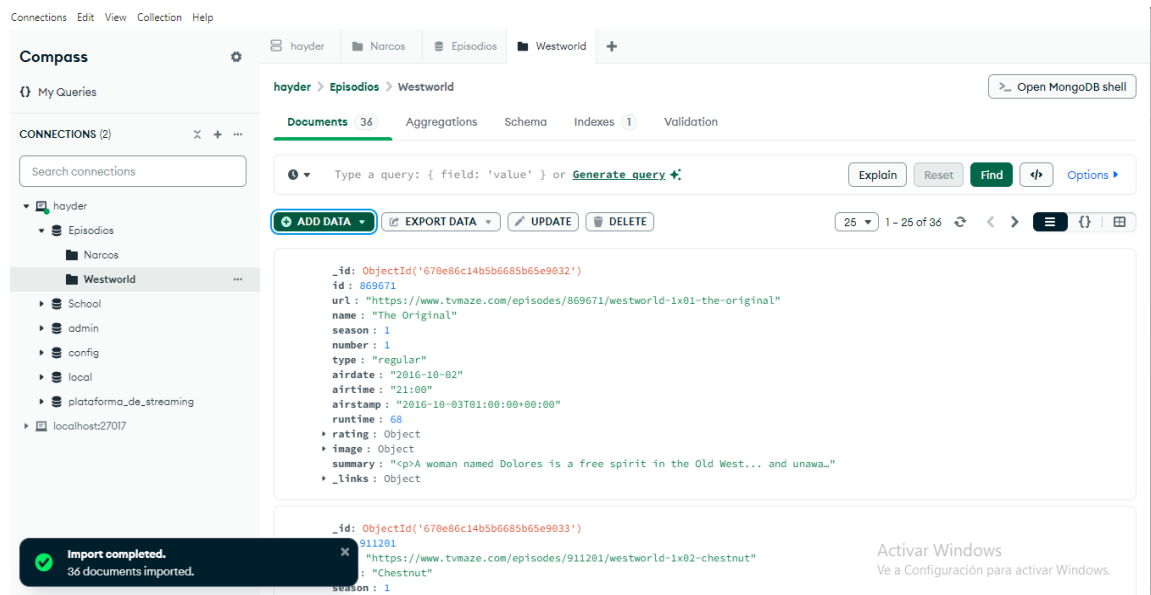 Connections Edit View Collection Help
Compass
{} My Queries
CONNECTIONS (2)
Search connections
hayder
Episodios
Narcos
Westworld
School
admin
config
local
plataforma_de_streaming
localhost:27017
hayder Narcos Episodios Westworld +
hayder > Episodios > Westworld
>_ Open MongoDB shell
Documents 36 Aggregations Schema Indexes 1 Validation
Type a query: { field: 'value' } or Generate query
Explain Reset Find </> Options
ADD DATA EXPORT DATA UPDATE DELETE
25 1 – 25 of 36 {}
_id: ObjectId('670e86c14b5b6685b65e9032')
id : 869671
url : "https://www.tvmaze.com/episodes/869671/westworld-1x01-the-original"
name : "The Original"
season : 1
number : 1
type : "regular"
airdate : "2016-10-02"
airtime : "21:00"
airstamp : "2016-10-03T01:00:00+00:00"
runtime : 68
rating : Object
image : Object
summary : "<p>A woman named Dolores is a free spirit in the Old West... and unawa…"
_links : Object
_id: ObjectId('670e86c14b5b6685b65e9033')
911201
"https://www.tvmaze.com/episodes/911201/westworld-1x02-chestnut"
: "Chestnut"
season : 1
Import completed.
36 documents imported.
Activar Windows
Ve a Configuración para activar Windows.